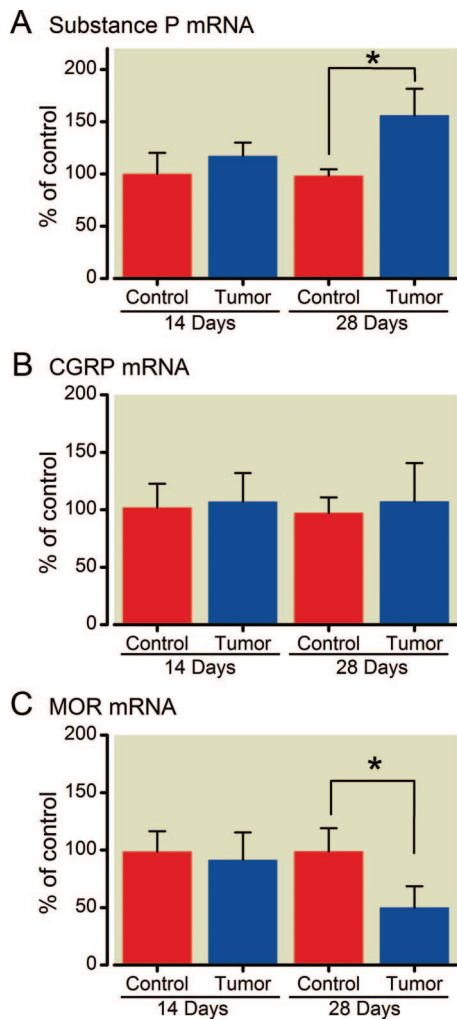 A Substance P mRNA
*
200
150
100
50
0
% of control
Control Tumor Control Tumor
14 Days 28 Days
B CGRP mRNA
200
150
100
50
0
% of control
Control Tumor Control Tumor
14 Days 28 Days
C MOR mRNA
200
*
150
100
50
0
% of control
Control Tumor Control Tumor
14 Days 28 Days